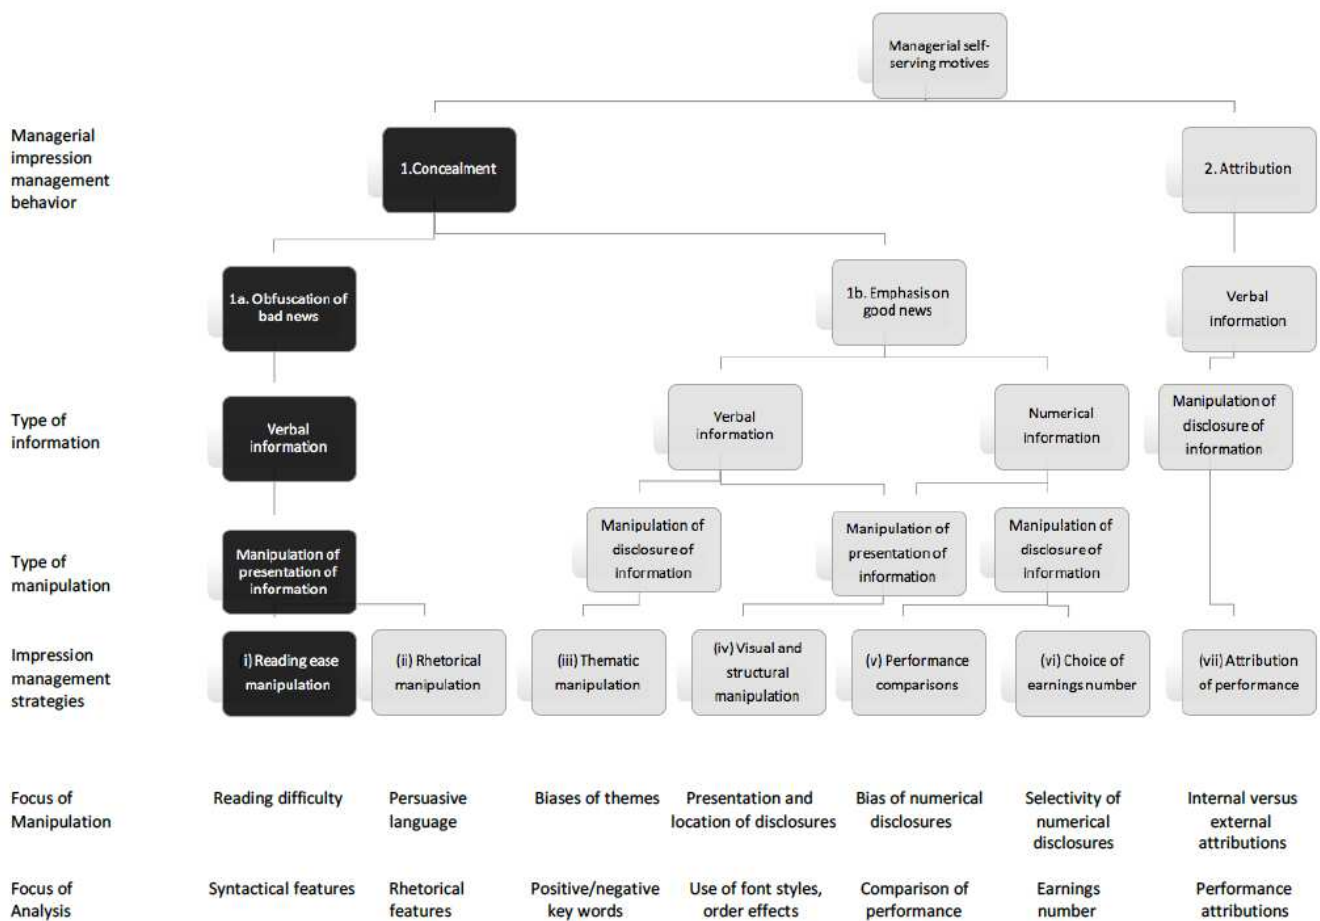 Managerial self-
serving motives
Managerial
impression
management
behavior
1.Concealment
2. Attribution
1a. Obfuscation of
bad news
1b. Emphasis on
good news
Verbal
information
Type of
information
Verbal
information
Verbal
information
Numerical
information
Manipulation of
disclosure of
information
Type of
manipulation
Manipulation of
presentation of
information
Manipulation of
disclosure of
information
Manipulation of
presentation of
information
Manipulation of
disclosure of
information
Impression
management
strategies
i) Reading ease
manipulation
(ii) Rhetorical
manipulation
(iii) Thematic
manipulation
(iv) Visual and
structural
manipulation
(v) Performance
comparisons
(vi) Choice of
earnings number
(vii) Attribution
of performance
Focus of
Manipulation
Reading difficulty
Persuasive
language
Biases of themes
Presentation and
location of disclosures
Bias of numerical
disclosures
Selectivity of
numerical
disclosures
Internal versus
external
attributions
Focus of
Analysis
Syntactical features
Rhetorical
features
Positive/negative
key words
Use of font styles,
order effects
Comparison of
performance
Earnings
number
Performance
attributions